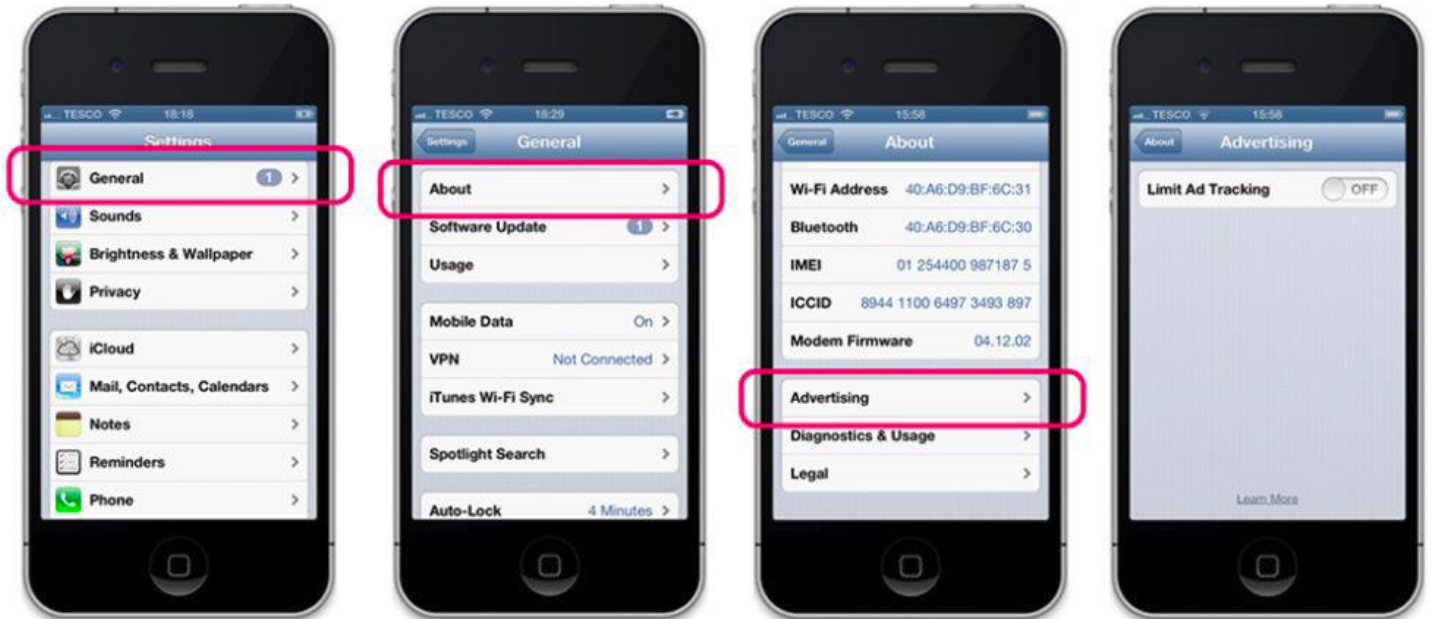 TESCO 18:18
Settings
General 1
Sounds
Brightness & Wallpaper
Privacy
iCloud
Mail, Contacts, Calendars
Notes
Reminders
Phone
TESCO 18:29
Settings General
About
Software Update 1
Usage
Mobile Data On
VPN Not Connected
iTunes Wi-Fi Sync
Spotlight Search
Auto-Lock 4 Minutes
TESCO 15:58
General About
Wi-Fi Address 40:A6:D9:BF:6C:31
Bluetooth 40:A6:D9:BF:6C:30
IMEI 01 254400 987187 5
ICCID 8944 1100 6497 3493 897
Modem Firmware 04.12.02
Advertising
Diagnostics & Usage
Legal
TESCO 15:58
About Advertising
Limit Ad Tracking OFF
Learn More